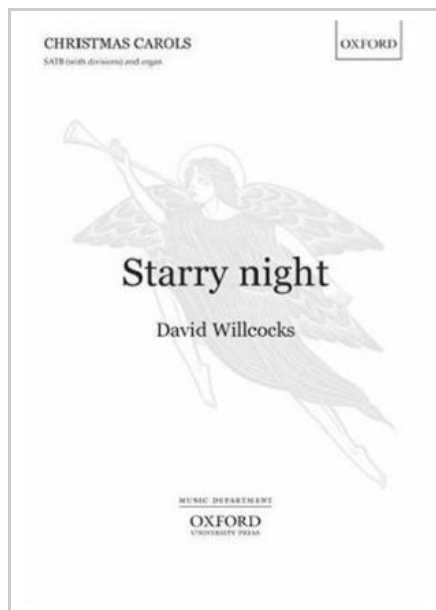 CHRISTMAS CAROLS
OXFORD
SATB (with divisions) and organ
Starry night
David Willcocks
MUSIC DEPARTMENT
OXFORD
UNIVERSITY PRESS